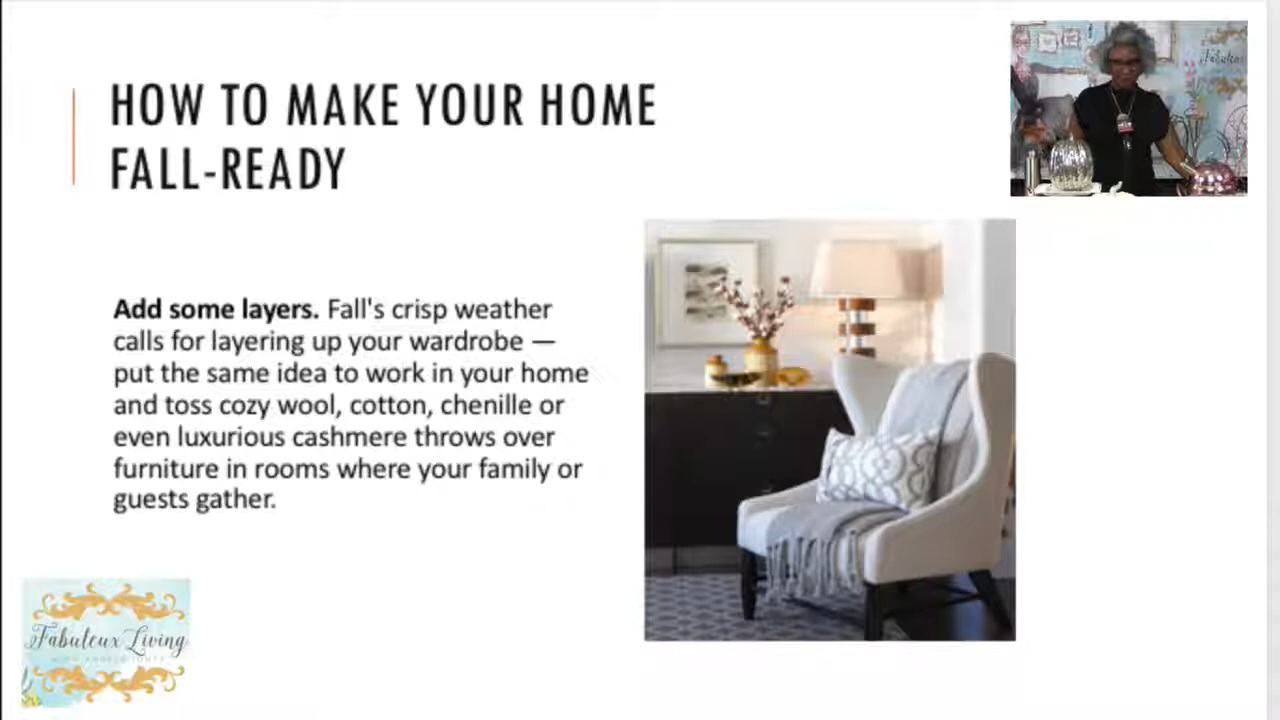 HOW TO MAKE YOUR HOME
FALL-READY
Add some layers. Fall's crisp weather
calls for layering up your wardrobe —
put the same idea to work in your home
and toss cozy wool, cotton, chenille or
even luxurious cashmere throws over
furniture in rooms where your family or
guests gather.
Fabuleux Living
Fabuleux